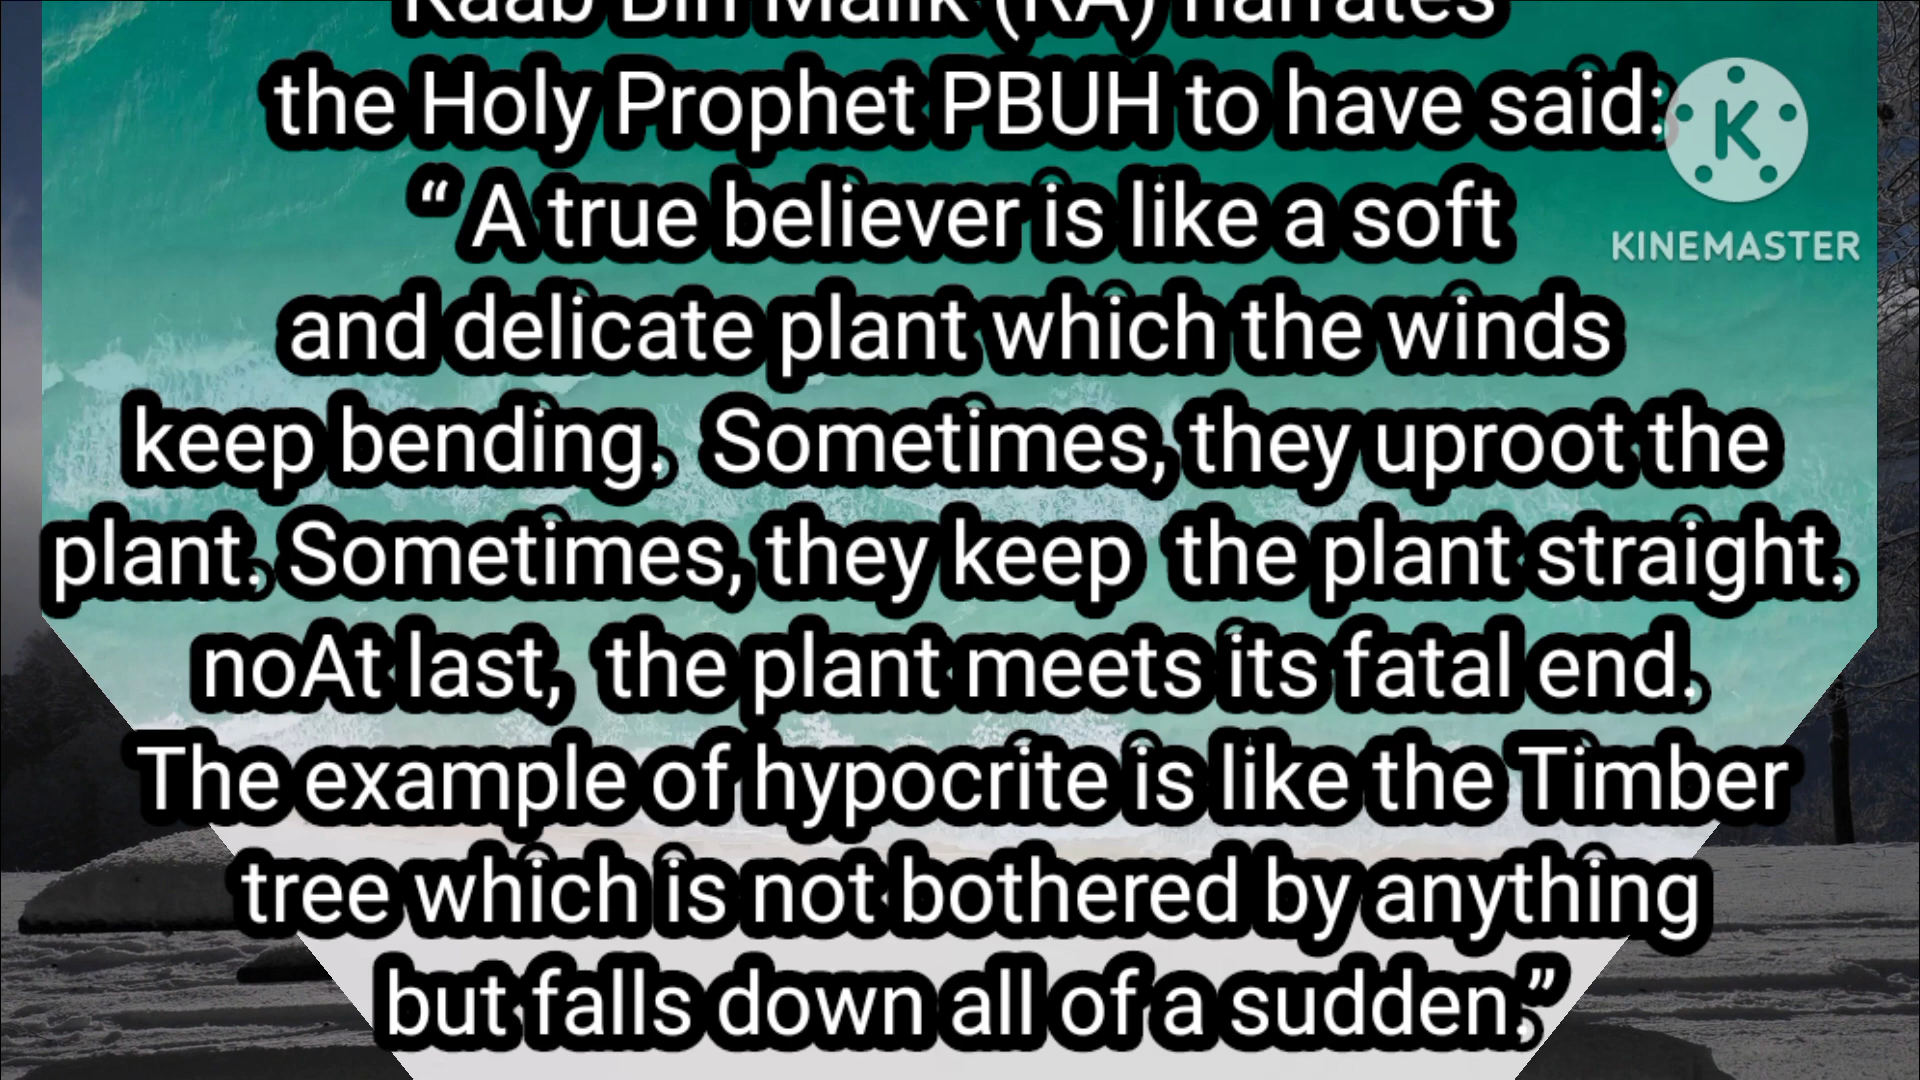 Kaab Bin Malik (RA) narrates
the Holy Prophet PBUH to have said:
“ A true believer is like a soft
and delicate plant which the winds
keep bending.  Sometimes, they uproot the
plant. Sometimes, they keep  the plant straight.
noAt last,  the plant meets its fatal end.
The example of hypocrite is like the Timber
tree which is not bothered by anything
but falls down all of a sudden.”
K
KINEMASTER